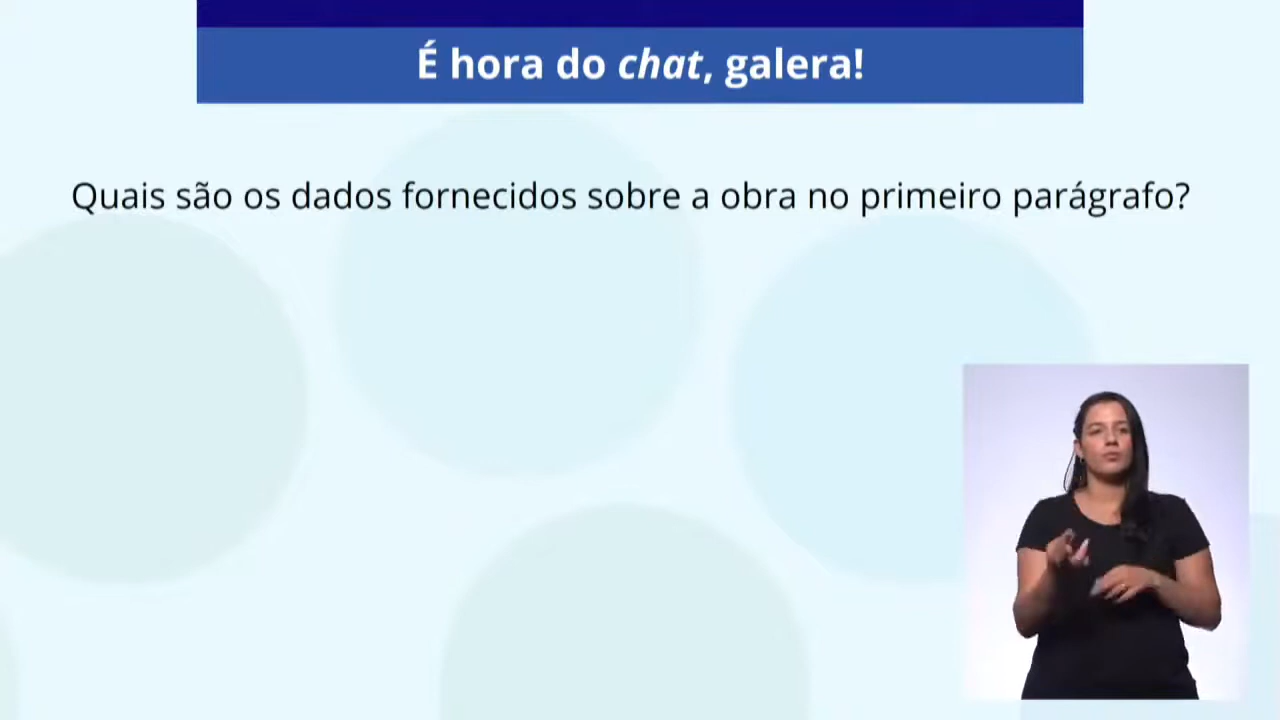 É hora do chat, galera!
Quais são os dados fornecidos sobre a obra no primeiro parágrafo?